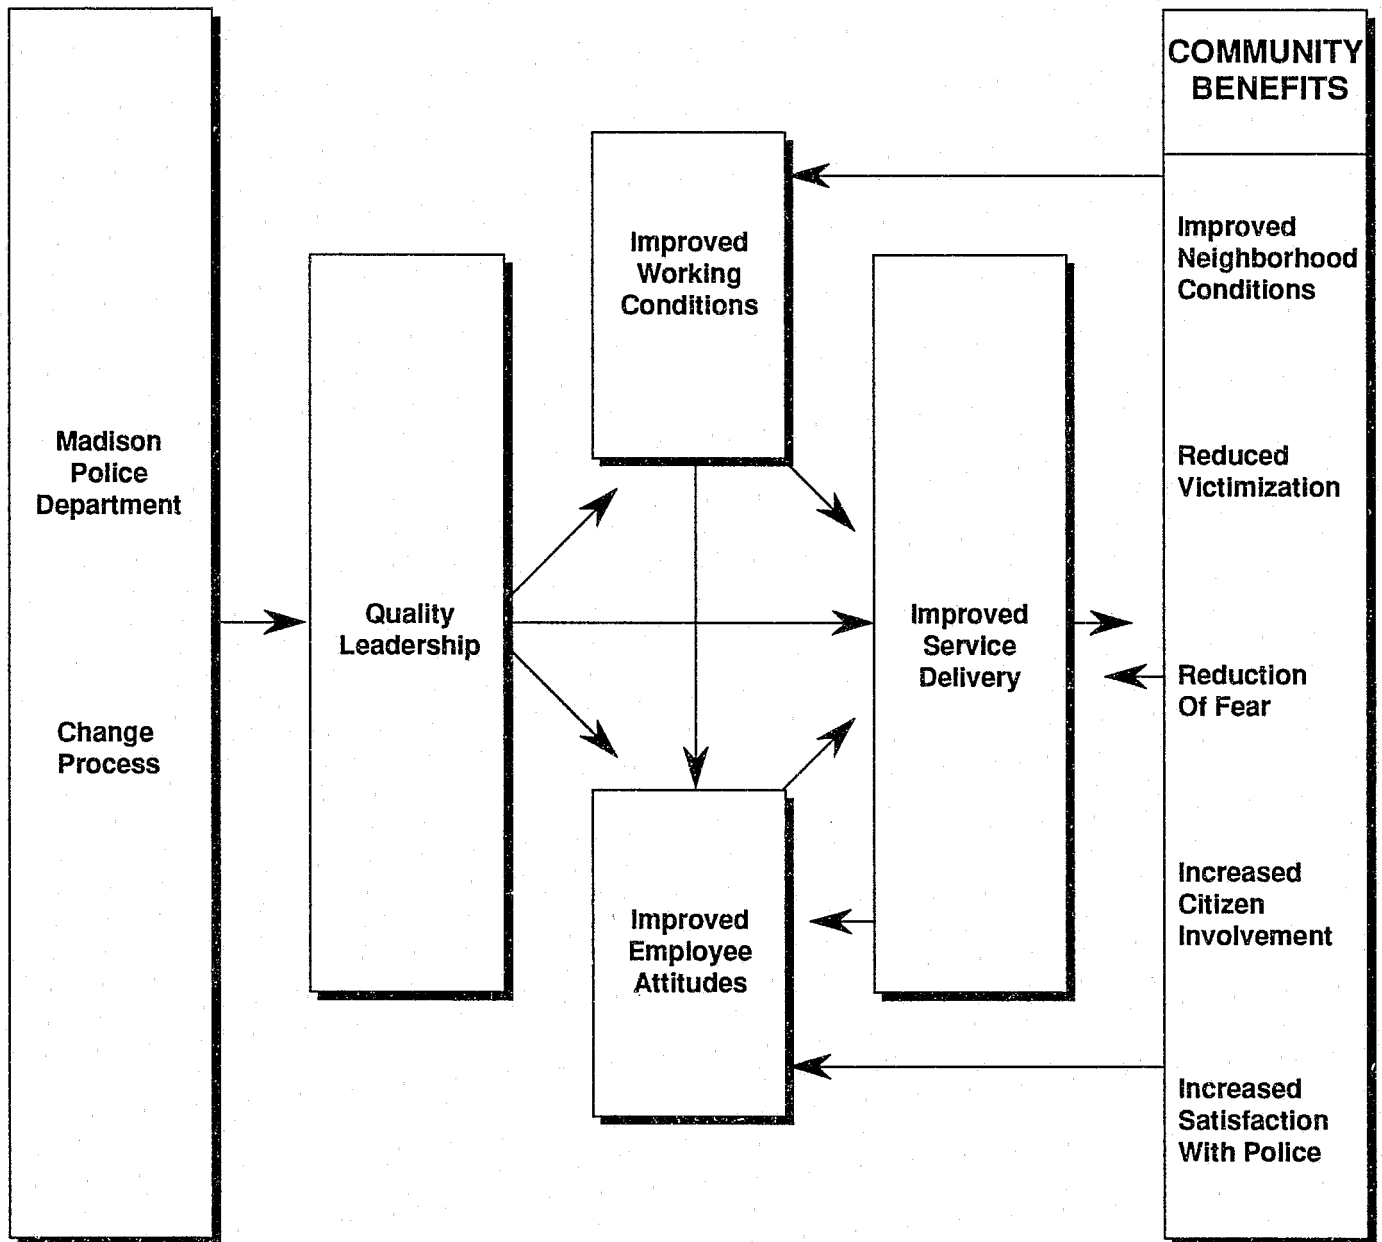 Madison
Police
Department
Change
Process
Quality
Leadership
Improved
Working
Conditions
Improved
Employee
Attitudes
Improved
Service
Delivery
COMMUNITY
BENEFITS
Improved
Neighborhood
Conditions
Reduced
Victimization
Reduction
Of Fear
Increased
Citizen
Involvement
Increased
Satisfaction
With Police